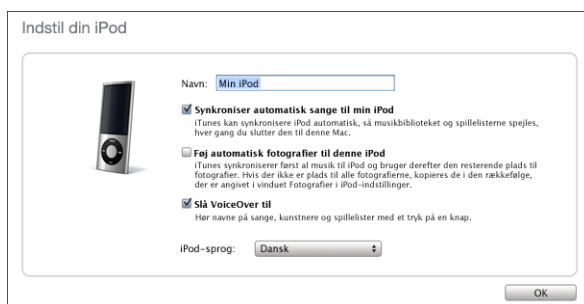 Indstil din iPod
Navn: Min iPod
Synkroniser automatisk sange til min iPod
iTunes kan synkronisere iPod automatisk, så musikbiblioteket og spillelisterne spejles,
hver gang du slutter den til denne Mac.
Føj automatisk fotografier til denne iPod
iTunes synkroniserer først al musik til iPod og bruger derefter den resterende plads til
fotografier. Hvis der ikke er plads til alle fotografierne, kopieres de i den rækkefølge,
der er angivet i vinduet Fotografier i iPod-indstillinger.
Slå VoiceOver til
Hør navne på sange, kunstnere og spillelister med et tryk på en knap.
iPod-sprog: Dansk
OK